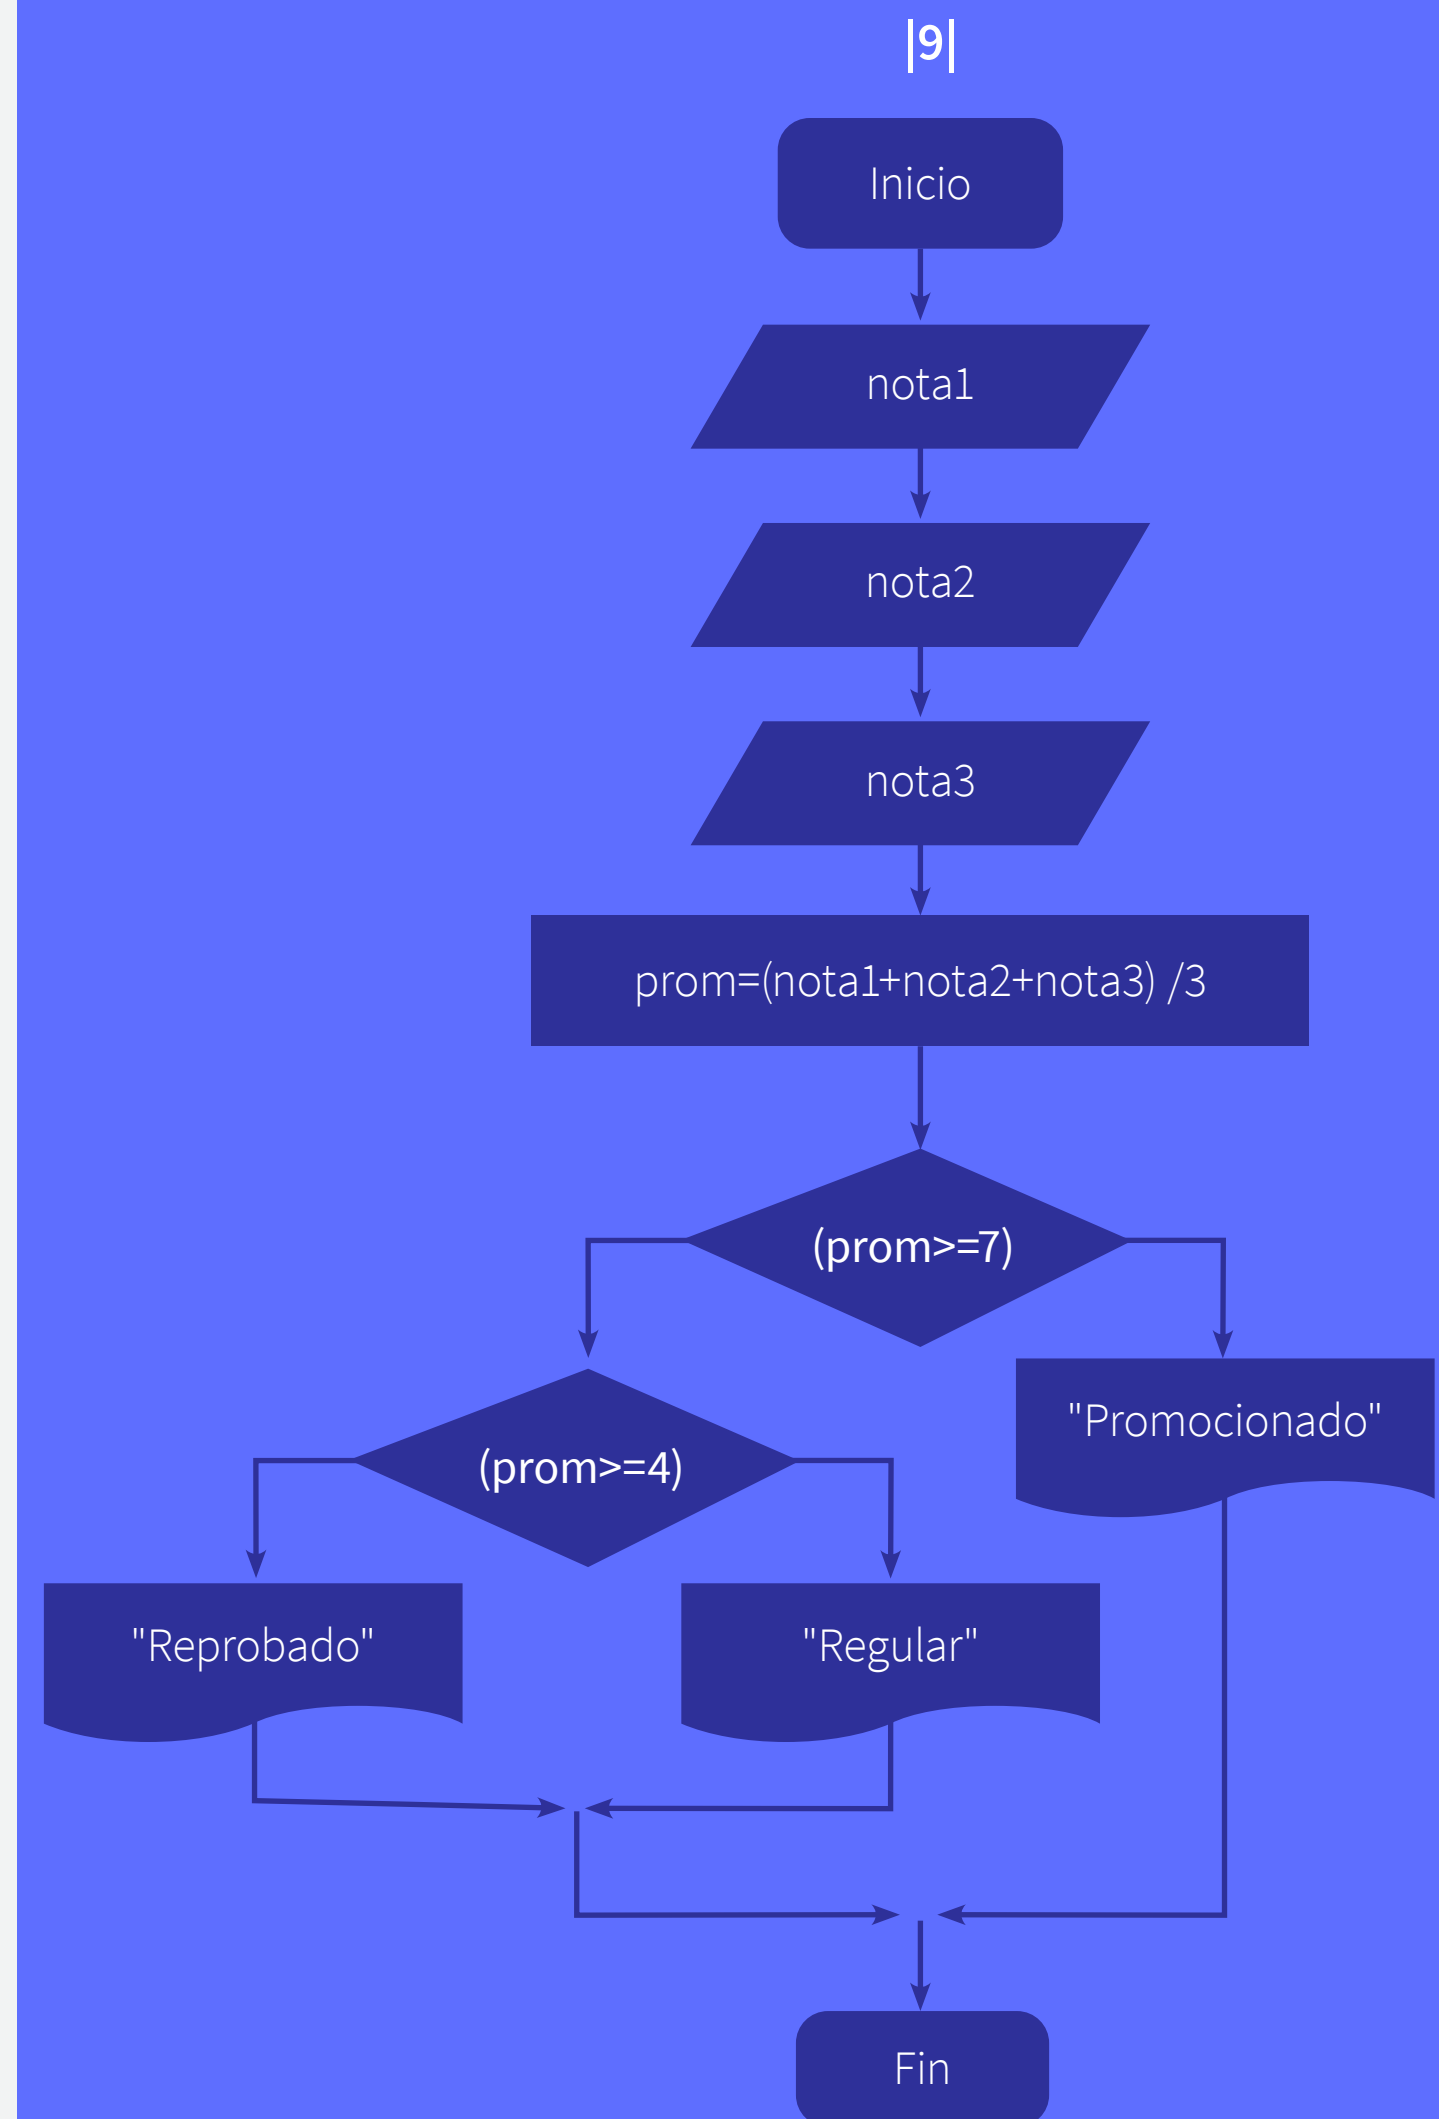 |9|
Inicio
nota1
nota2
nota3
prom=(nota1+nota2+nota3) /3
(prom>=7)
"Promocionado"
(prom>=4)
"Reprobado"
"Regular"
Fin